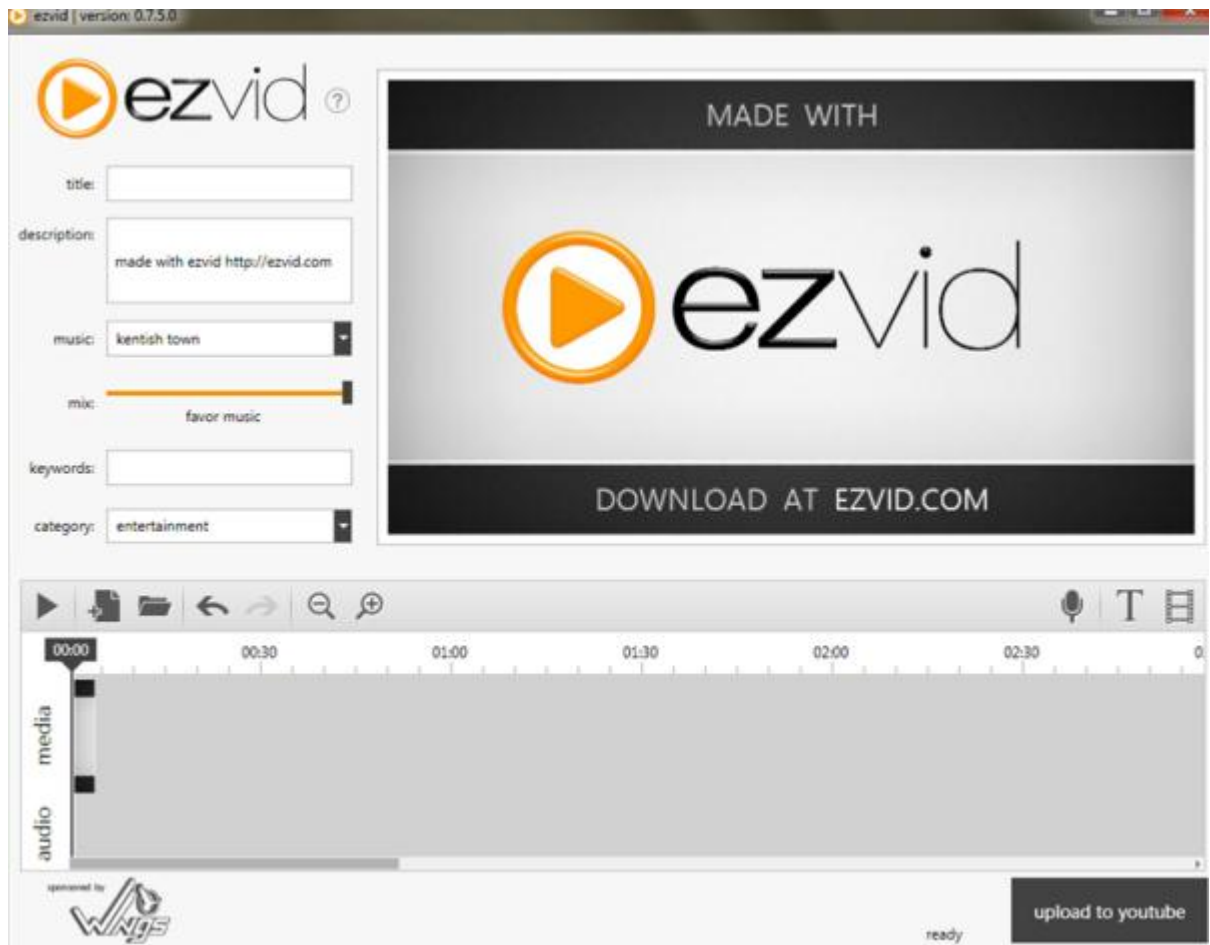 ezvid | version: 0.7.5.0
ezvid ?
title:
description:
made with ezvid http://ezvid.com
music:
kentish town
mix:
favor music
keywords:
category:
entertainment
MADE WITH
ezvid
DOWNLOAD AT EZVID.COM
T
00:00 00:30 01:00 01:30 02:00 02:30 0
media
audio
sponsored by
Wings
ready
upload to youtube